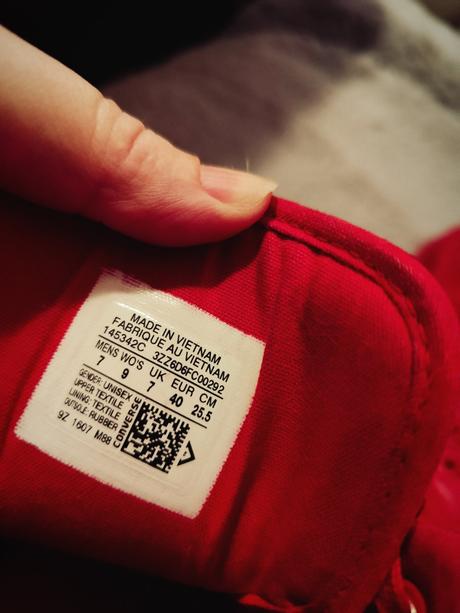 MADE IN VIETNAM
FABRIQUE AU VIETNAM
145342C 3ZZ6D6FC00292
MENS WO'S UK EUR CM
7 9 7 40 25.5
GENDER: UNISEX
UPPER: TEXTILE
LINING: TEXTILE
OUTSOLE: RUBBER
9Z 1607 M88
CONVERSE